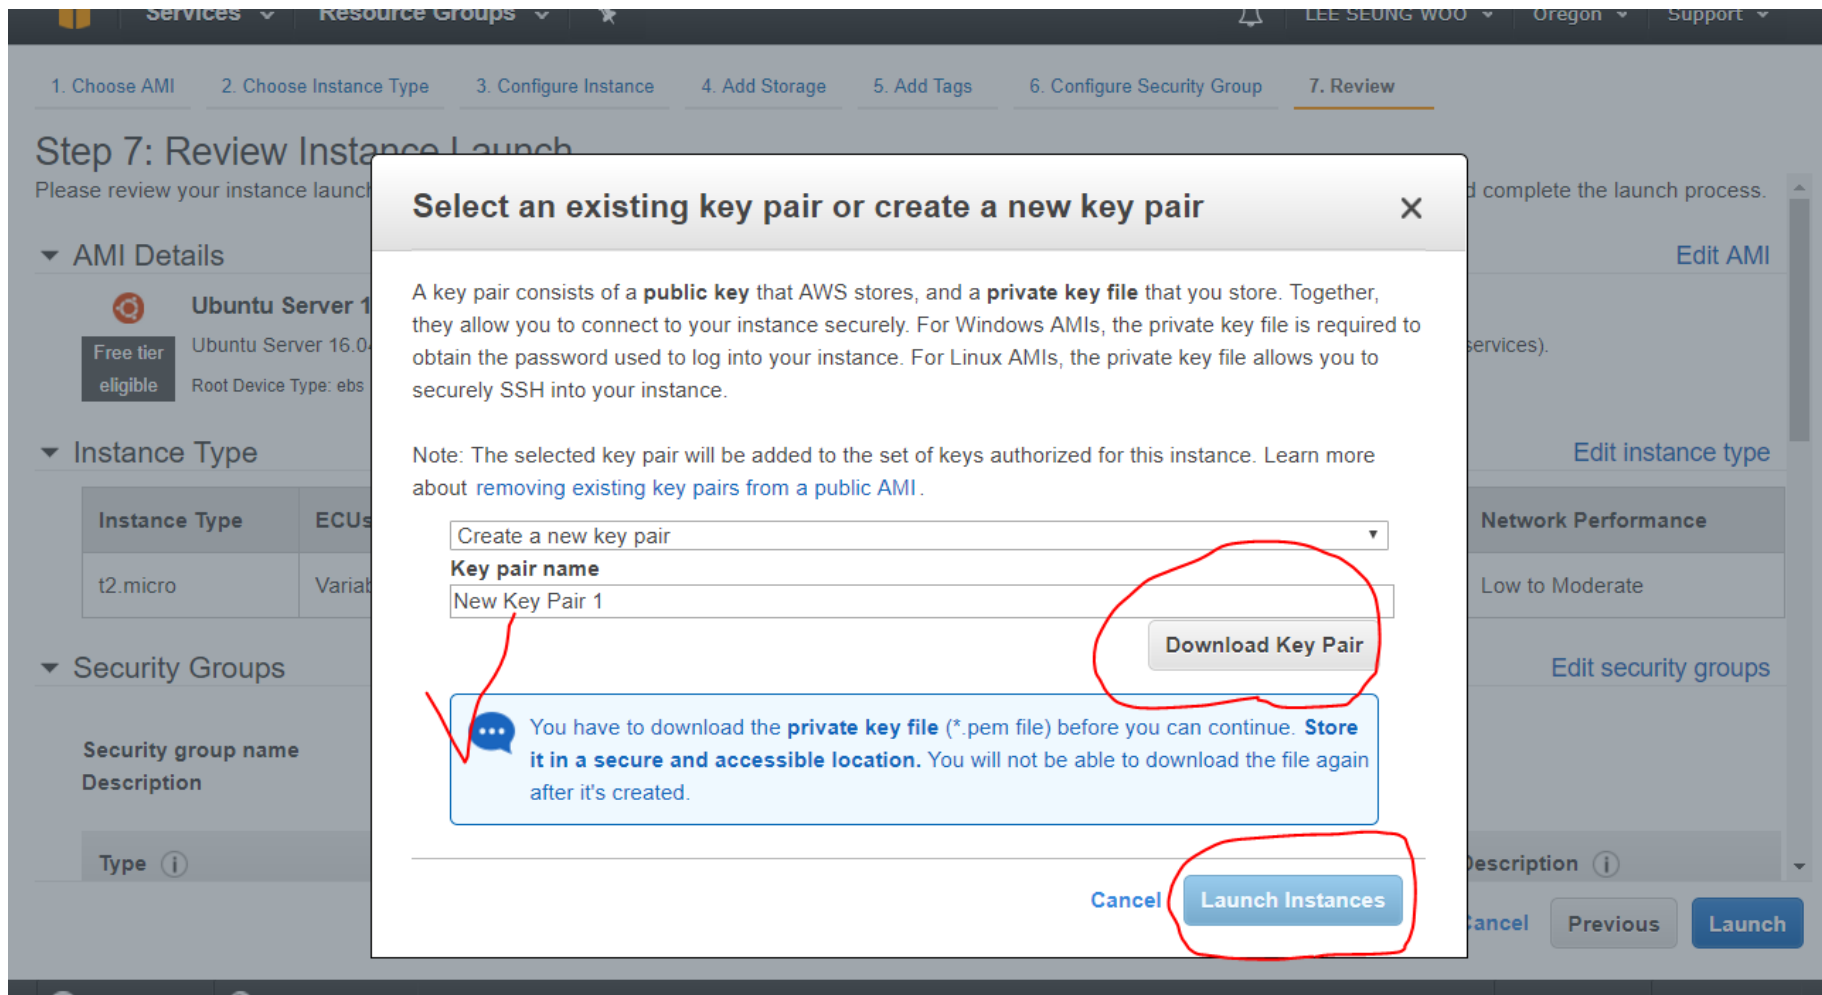 Services Resource Groups LEE SEUNG WOO Oregon Support
1. Choose AMI 2. Choose Instance Type 3. Configure Instance 4. Add Storage 5. Add Tags 6. Configure Security Group 7. Review
Step 7: Review Instance Launch
Please review your instance launch d complete the launch process.
Select an existing key pair or create a new key pair
AMI Details Edit AMI
Ubuntu Server 1
Free tier eligible
Ubuntu Server 16.04 services).
Root Device Type: ebs
A key pair consists of a public key that AWS stores, and a private key file that you store. Together,
they allow you to connect to your instance securely. For Windows AMIs, the private key file is required to
obtain the password used to log into your instance. For Linux AMIs, the private key file allows you to
securely SSH into your instance.
Instance Type Edit instance type
Note: The selected key pair will be added to the set of keys authorized for this instance. Learn more
about removing existing key pairs from a public AMI.
Instance Type ECUs Network Performance
t2.micro Variab Low to Moderate
Create a new key pair
Key pair name
New Key Pair 1
Download Key Pair
Security Groups Edit security groups
You have to download the private key file (*.pem file) before you can continue. Store
it in a secure and accessible location. You will not be able to download the file again
after it's created.
Security group name
Description
Type Description
Cancel Launch Instances
Cancel Previous Launch